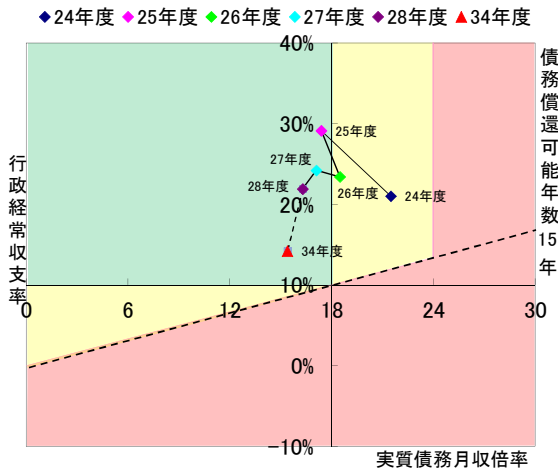 ◆24年度 ◆25年度 ◆26年度 ◆27年度 ◆28年度 ▲34年度
40%
30%
20%
10%
0%
−10%
25年度
27年度
28年度
26年度
24年度
34年度
0 6 12 18 24 30
行政経常収支率
債務償還可能年数15年
実質債務月収倍率